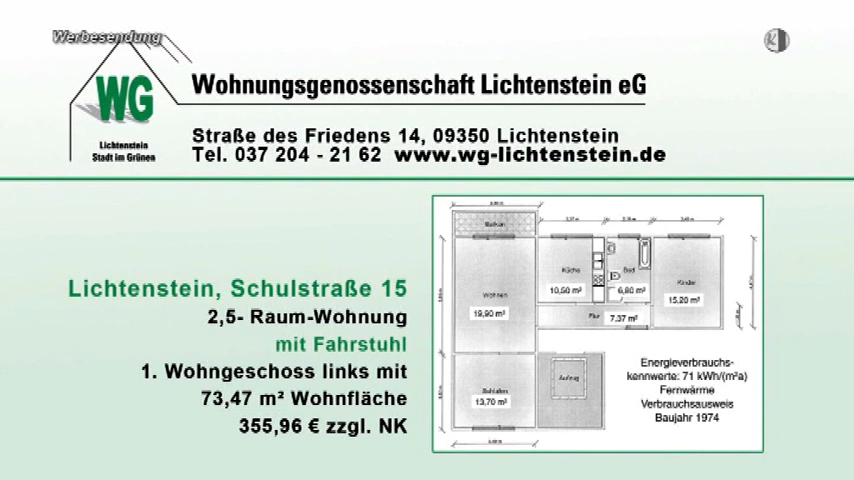 Werbesendung
K
WG
Lichtenstein
Stadt im Grünen
Wohnungsgenossenschaft Lichtenstein eG
Straße des Friedens 14, 09350 Lichtenstein
Tel. 037 204 - 21 62 www.wg-lichtenstein.de
Lichtenstein, Schulstraße 15
2,5- Raum-Wohnung
mit Fahrstuhl
1. Wohngeschoss links mit
73,47 m² Wohnfläche
355,96 € zzgl. NK
Balkon
Wohnen
19,90 m²
Küche
10,50 m²
Bad
6,80 m²
Kinder
15,20 m²
Flur
7,37 m²
Schlafen
13,70 m²
Aufzug
Energieverbrauchs-
kennwerte: 71 kWh/(m²a)
Fernwärme
Verbrauchsausweis
Baujahr 1974